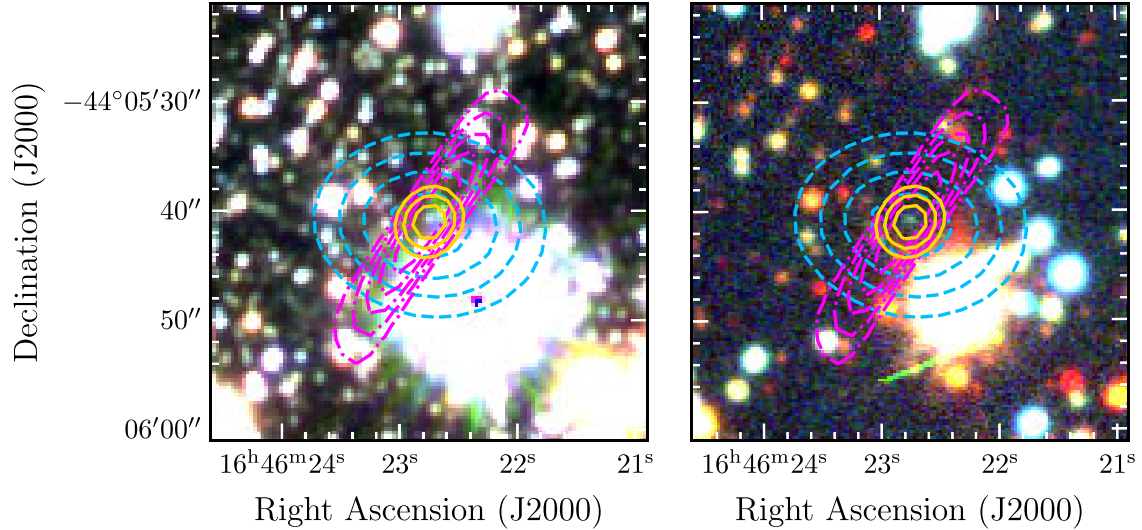 Declination (J2000)
−44°05′30″
40″
50″
06′00″
16ʰ46ᵐ24ˢ 23ˢ 22ˢ 21ˢ
16ʰ46ᵐ24ˢ 23ˢ 22ˢ 21ˢ
Right Ascension (J2000)
Right Ascension (J2000)